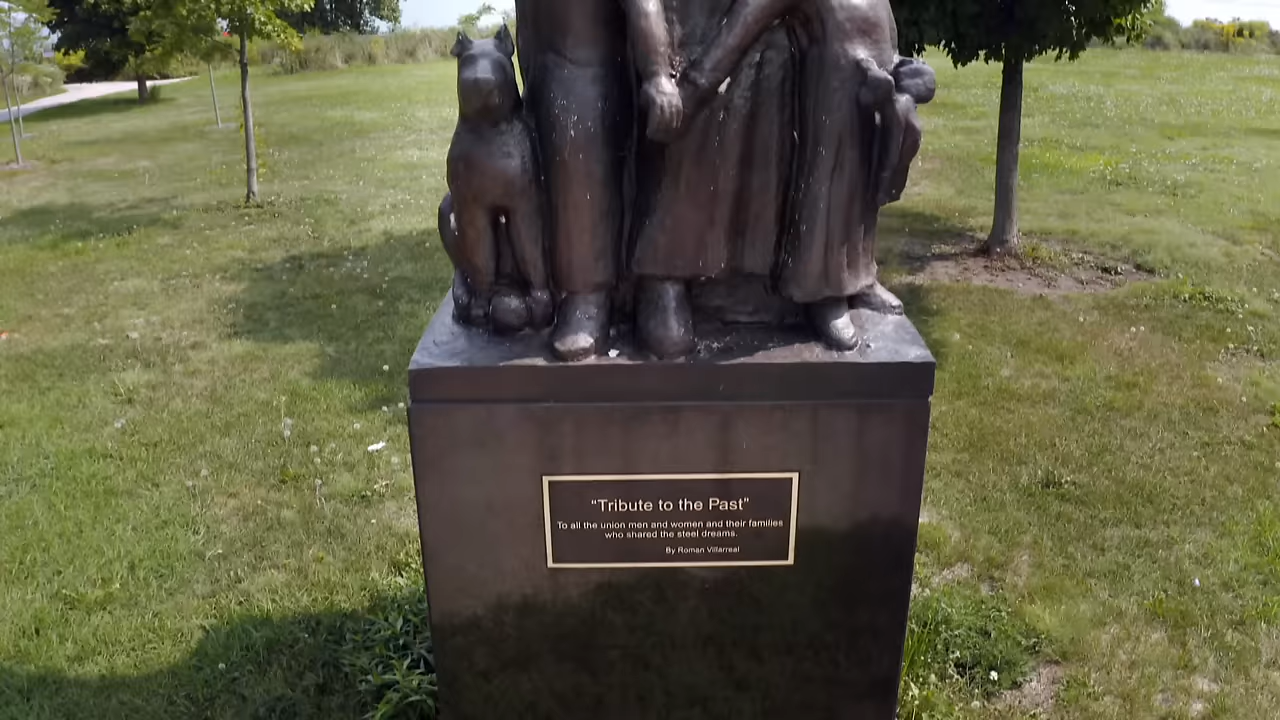 “Tribute to the Past”
To all the union men and women and their families
who shared the steel dreams.
By Roman Villarreal